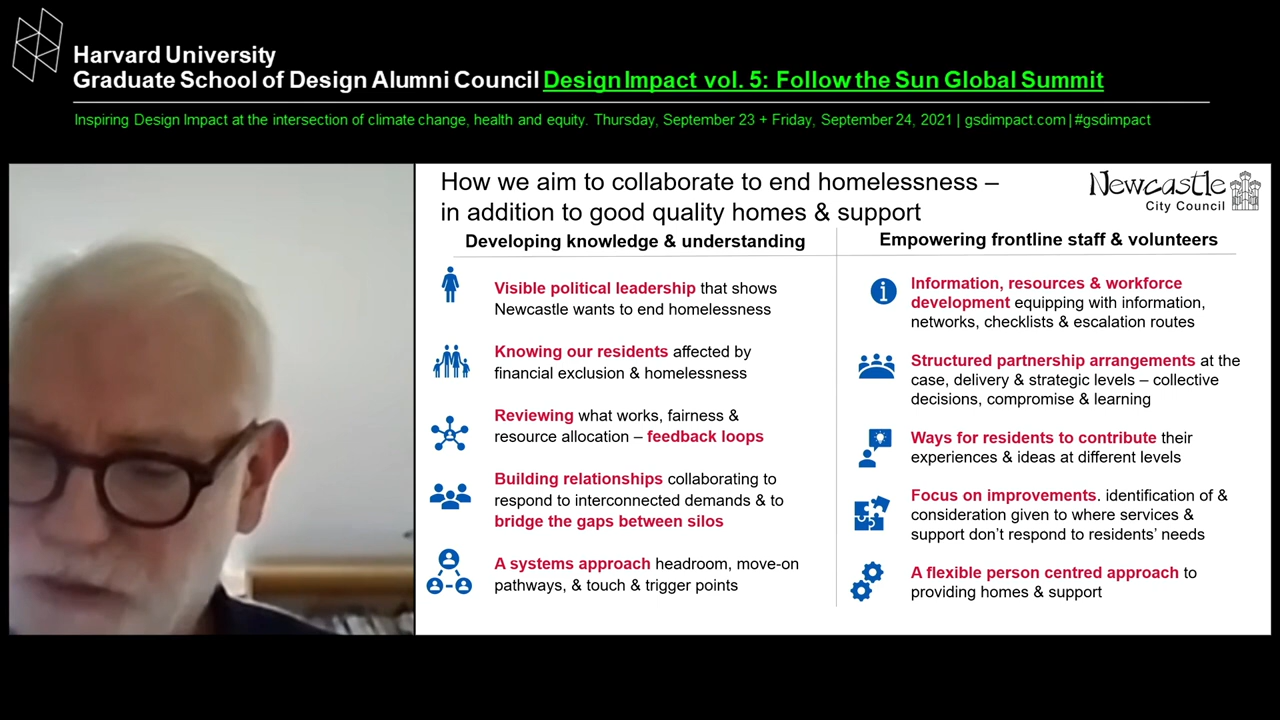 Harvard University
Graduate School of Design Alumni Council Design Impact vol. 5: Follow the Sun Global Summit
Inspiring Design Impact at the intersection of climate change, health and equity. Thursday, September 23 + Friday, September 24, 2021 | gsdimpact.com | #gsdimpact
How we aim to collaborate to end homelessness –
in addition to good quality homes & support
Newcastle
City Council
Developing knowledge & understanding
Visible political leadership that shows
Newcastle wants to end homelessness
Knowing our residents affected by
financial exclusion & homelessness
Reviewing what works, fairness &
resource allocation – feedback loops
Building relationships collaborating to
respond to interconnected demands & to
bridge the gaps between silos
A systems approach headroom, move-on
pathways, & touch & trigger points
Empowering frontline staff & volunteers
Information, resources & workforce
development equipping with information,
networks, checklists & escalation routes
Structured partnership arrangements at the
case, delivery & strategic levels – collective
decisions, compromise & learning
Ways for residents to contribute their
experiences & ideas at different levels
Focus on improvements. identification of &
consideration given to where services &
support don't respond to residents' needs
A flexible person centred approach to
providing homes & support